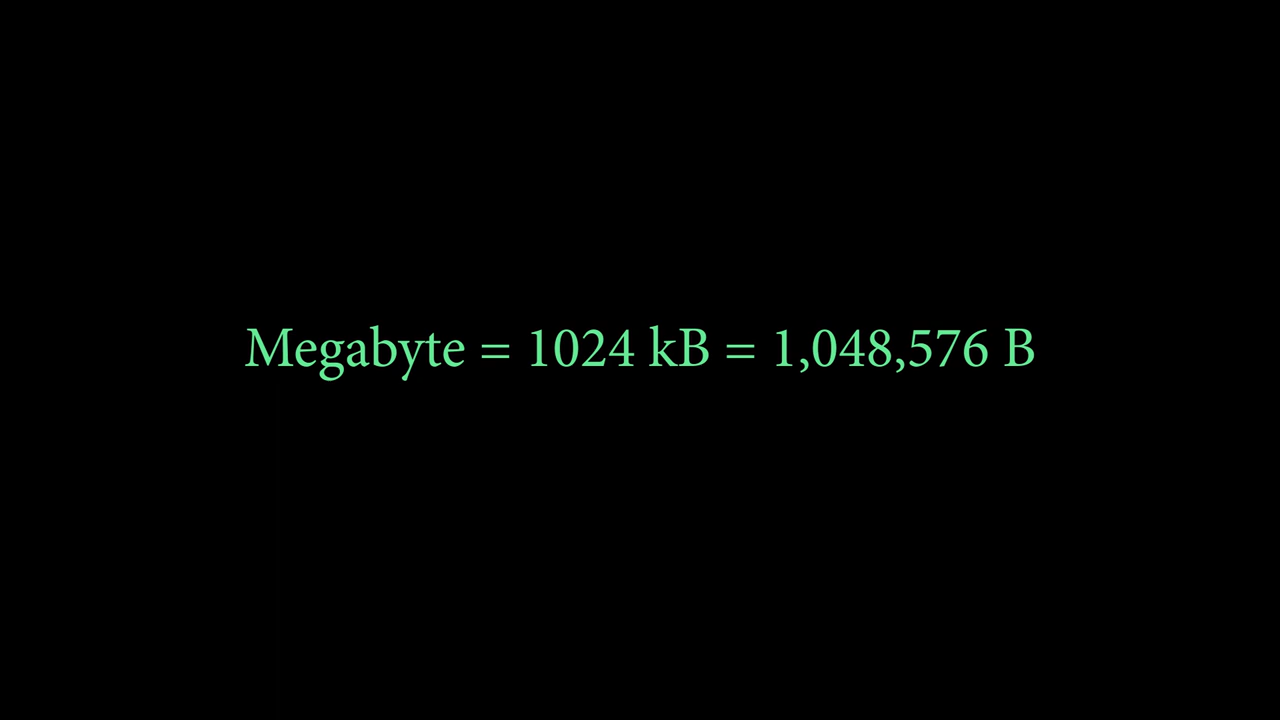 Megabyte = 1024 kB = 1,048,576 B